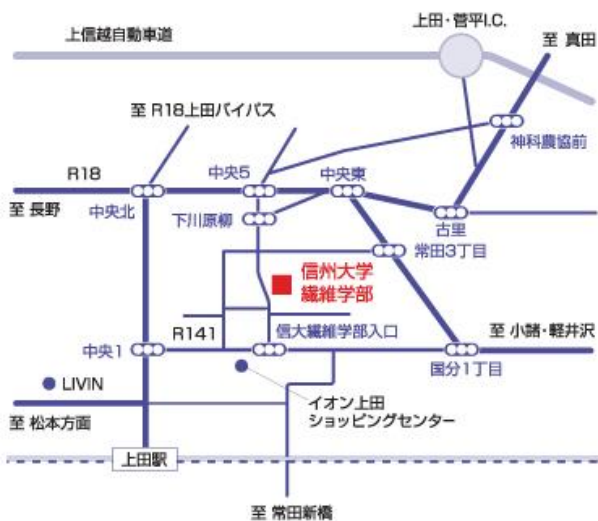 上田・菅平I.C.
上信越自動車道
至 真田
至 R18上田バイパス
神科農協前
R18
中央5
中央東
至 長野
中央北
下川原柳
古里
常田3丁目
信州大学
繊維学部
R141
信大繊維学部入口
至 小諸・軽井沢
中央1
国分1丁目
LIVIN
イオン上田
ショッピングセンター
至 松本方面
上田駅
至 常田新橋